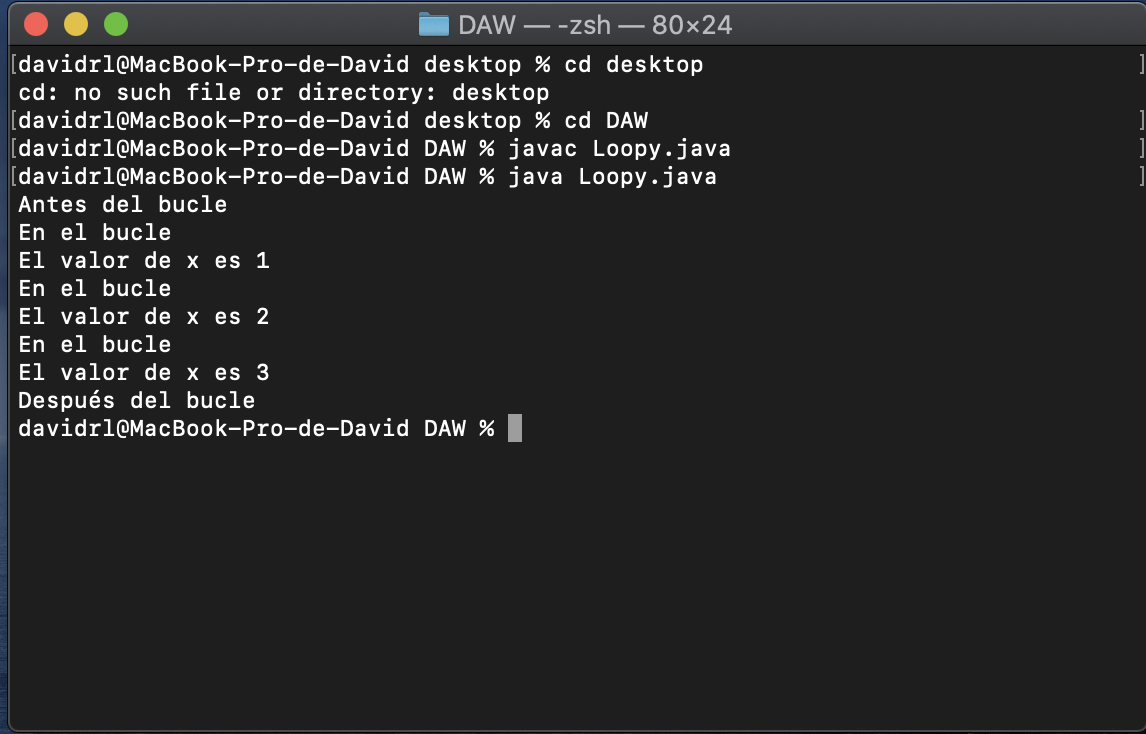 DAW — -zsh — 80×24
[davidrl@MacBook-Pro-de-David desktop % cd desktop ]
cd: no such file or directory: desktop
[davidrl@MacBook-Pro-de-David desktop % cd DAW ]
[davidrl@MacBook-Pro-de-David DAW % javac Loopy.java ]
[davidrl@MacBook-Pro-de-David DAW % java Loopy.java ]
Antes del bucle
En el bucle
El valor de x es 1
En el bucle
El valor de x es 2
En el bucle
El valor de x es 3
Después del bucle
davidrl@MacBook-Pro-de-David DAW %